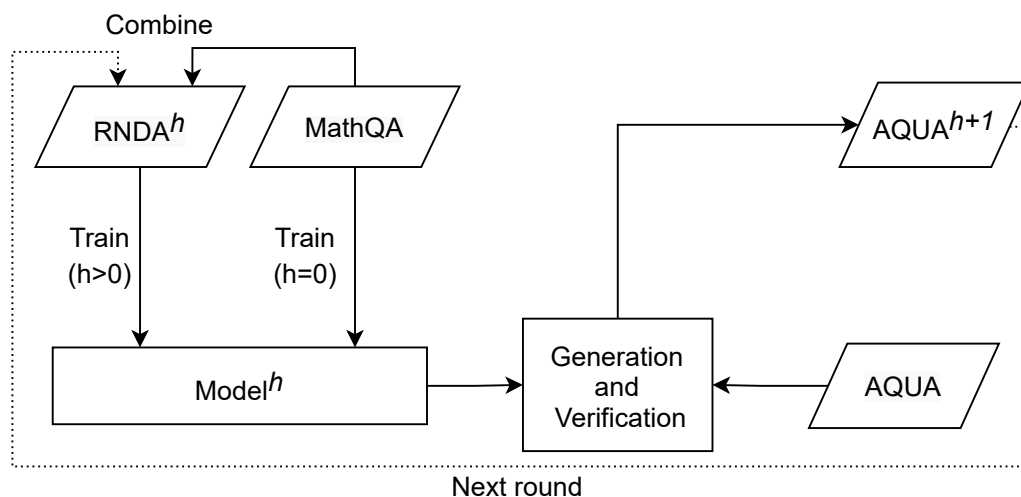 Combine
RNDA^h
MathQA
AQUA^h+1
Train
(h>0)
Train
(h=0)
Model^h
Generation
and
Verification
AQUA
Next round